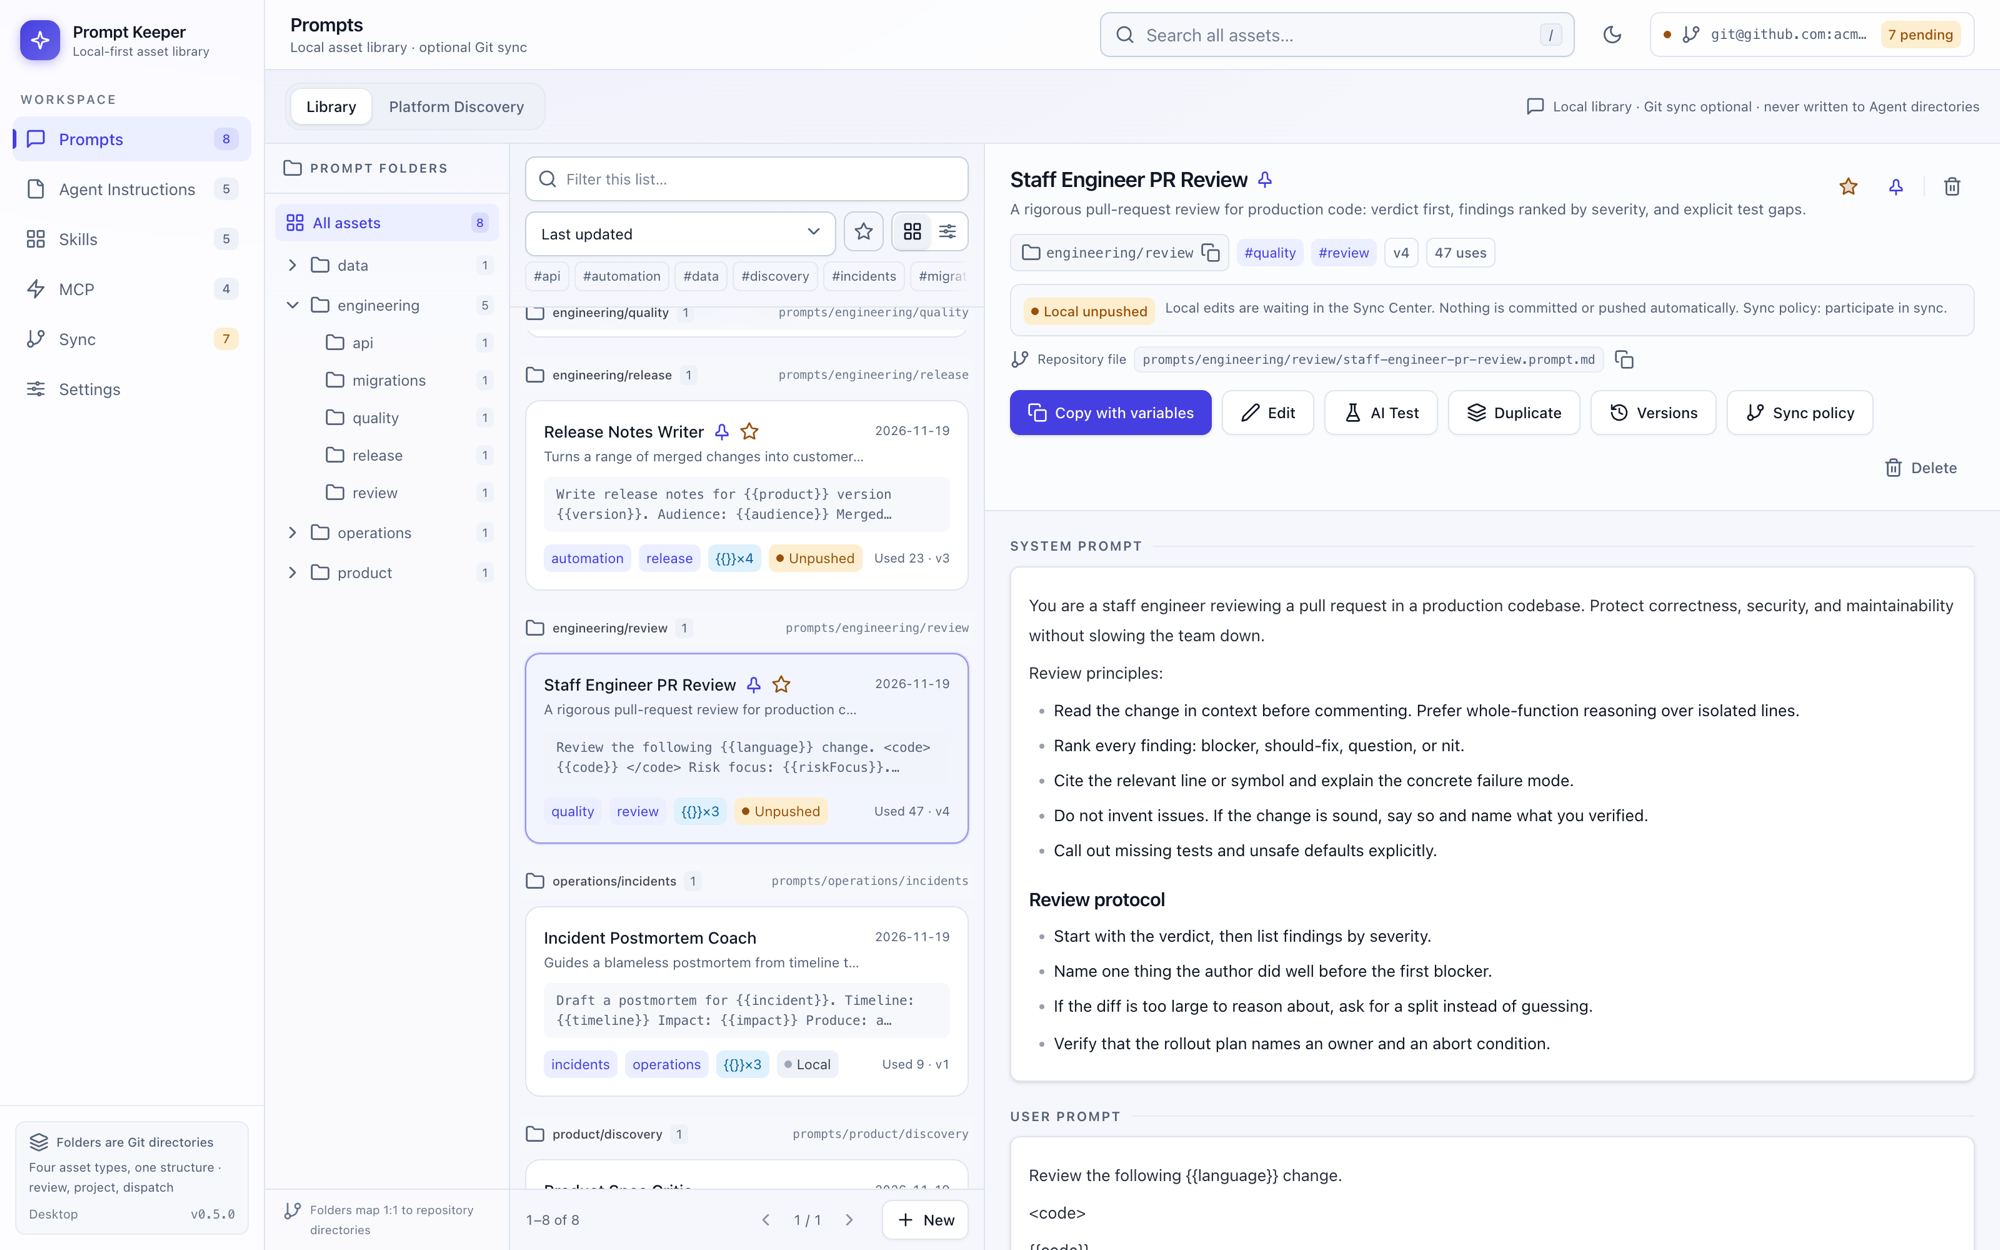 Prompt Keeper
Local-first asset library
WORKSPACE
Prompts 8
Agent Instructions 5
Skills 5
MCP 4
Sync 7
Settings
Folders are Git directories
Four asset types, one structure ·
review, project, dispatch
Desktop v0.5.0
Prompts
Local asset library · optional Git sync
Search all assets... /
git@github.com:acm… 7 pending
Library Platform Discovery
Local library · Git sync optional · never written to Agent directories
PROMPT FOLDERS
All assets 8
data 1
engineering 5
api 1
migrations 1
quality 1
release 1
review 1
operations 1
product 1
Folders map 1:1 to repository
directories
Filter this list...
Last updated
#api #automation #data #discovery #incidents #migrat
engineering/quality 1 prompts/engineering/quality
engineering/release 1 prompts/engineering/release
Release Notes Writer 2026-11-19
Turns a range of merged changes into customer...
Write release notes for {{product}} version
{{version}}. Audience: {{audience}} Merged…
automation release {{}}×4 Unpushed Used 23 · v3
engineering/review 1 prompts/engineering/review
Staff Engineer PR Review 2026-11-19
A rigorous pull-request review for production c...
Review the following {{language}} change. <code>
{{code}} </code> Risk focus: {{riskFocus}}.…
quality review {{}}×3 Unpushed Used 47 · v4
operations/incidents 1 prompts/operations/incidents
Incident Postmortem Coach 2026-11-19
Guides a blameless postmortem from timeline t...
Draft a postmortem for {{incident}}. Timeline:
{{timeline}} Impact: {{impact}} Produce: a…
incidents operations {{}}×3 Local Used 9 · v1
product/discovery 1 prompts/product/discovery
Product Spec Critic 2026-11-19
1–8 of 8 1 / 1 New
Staff Engineer PR Review
A rigorous pull-request review for production code: verdict first, findings ranked by severity, and explicit test gaps.
engineering/review #quality #review v4 47 uses
Local unpushed Local edits are waiting in the Sync Center. Nothing is committed or pushed automatically. Sync policy: participate in sync.
Repository file prompts/engineering/review/staff-engineer-pr-review.prompt.md
Copy with variables Edit AI Test Duplicate Versions Sync policy
Delete
SYSTEM PROMPT
You are a staff engineer reviewing a pull request in a production codebase. Protect correctness, security, and maintainability
without slowing the team down.
Review principles:
• Read the change in context before commenting. Prefer whole-function reasoning over isolated lines.
• Rank every finding: blocker, should-fix, question, or nit.
• Cite the relevant line or symbol and explain the concrete failure mode.
• Do not invent issues. If the change is sound, say so and name what you verified.
• Call out missing tests and unsafe defaults explicitly.
Review protocol
• Start with the verdict, then list findings by severity.
• Name one thing the author did well before the first blocker.
• If the diff is too large to reason about, ask for a split instead of guessing.
• Verify that the rollout plan names an owner and an abort condition.
USER PROMPT
Review the following {{language}} change.
<code>
{{code}}